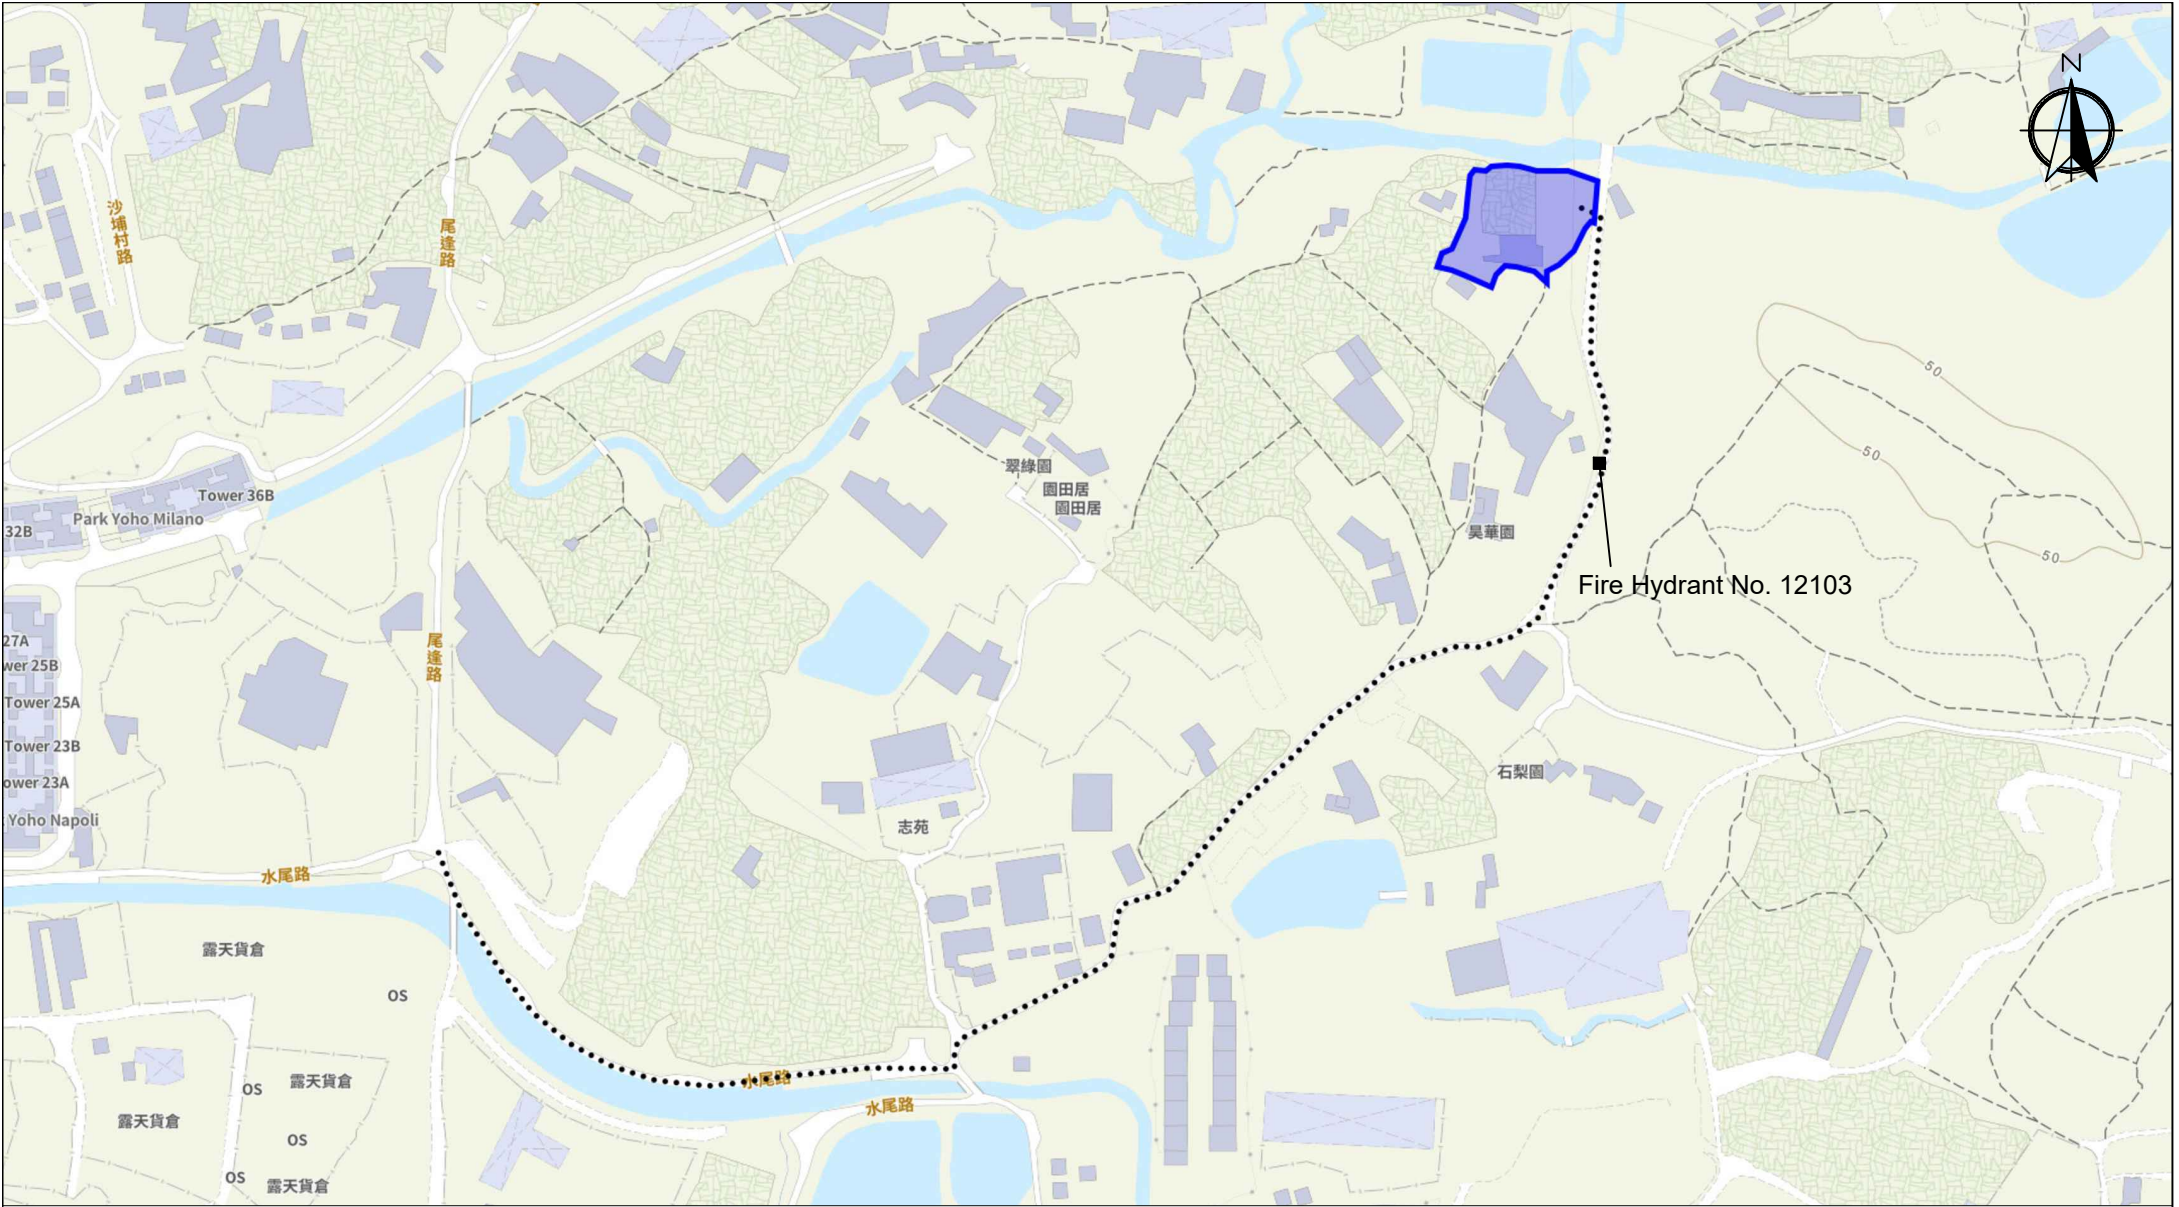 N
沙埔村路
尾逢路
50
50
50
翠綠園
園田居
園田居
Tower 36B
Park Yoho Milano
32B
昊華園
Fire Hydrant No. 12103
尾逢路
27A
wer 25B
Tower 25A
Tower 23B
ower 23A
Yoho Napoli
石梨園
志苑
水尾路
露天貨倉
OS
水尾路
水尾路
OS
露天貨倉
露天貨倉
OS
OS
露天貨倉